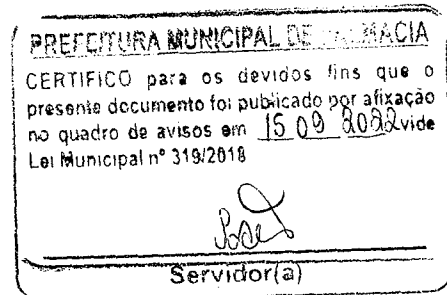 PREFEITURA MUNICIPAL DE PALMACIA
CERTIFICO para os devidos fins que o
presente documento foi publicado por afixação
no quadro de avisos em 15 09 2022 vide
Lei Municipal nº 319/2018
Servidor(a)